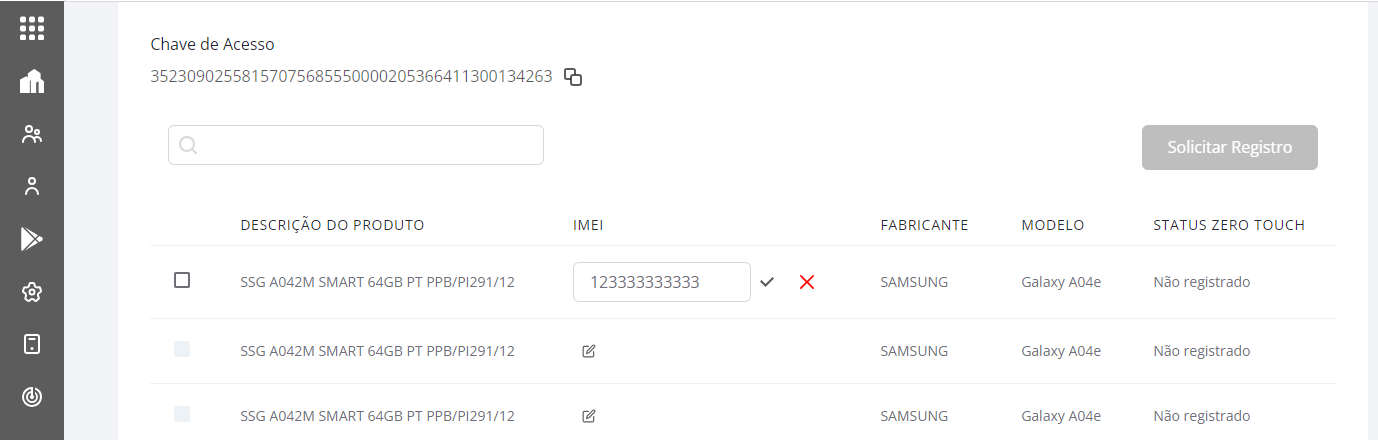 Chave de Acesso
35230902558157075685550000205366411300134263
Solicitar Registro
DESCRIÇÃO DO PRODUTO IMEI FABRICANTE MODELO STATUS ZERO TOUCH
SSG A042M SMART 64GB PT PPB/PI291/12 123333333333 SAMSUNG Galaxy A04e Não registrado
SSG A042M SMART 64GB PT PPB/PI291/12 SAMSUNG Galaxy A04e Não registrado
SSG A042M SMART 64GB PT PPB/PI291/12 SAMSUNG Galaxy A04e Não registrado